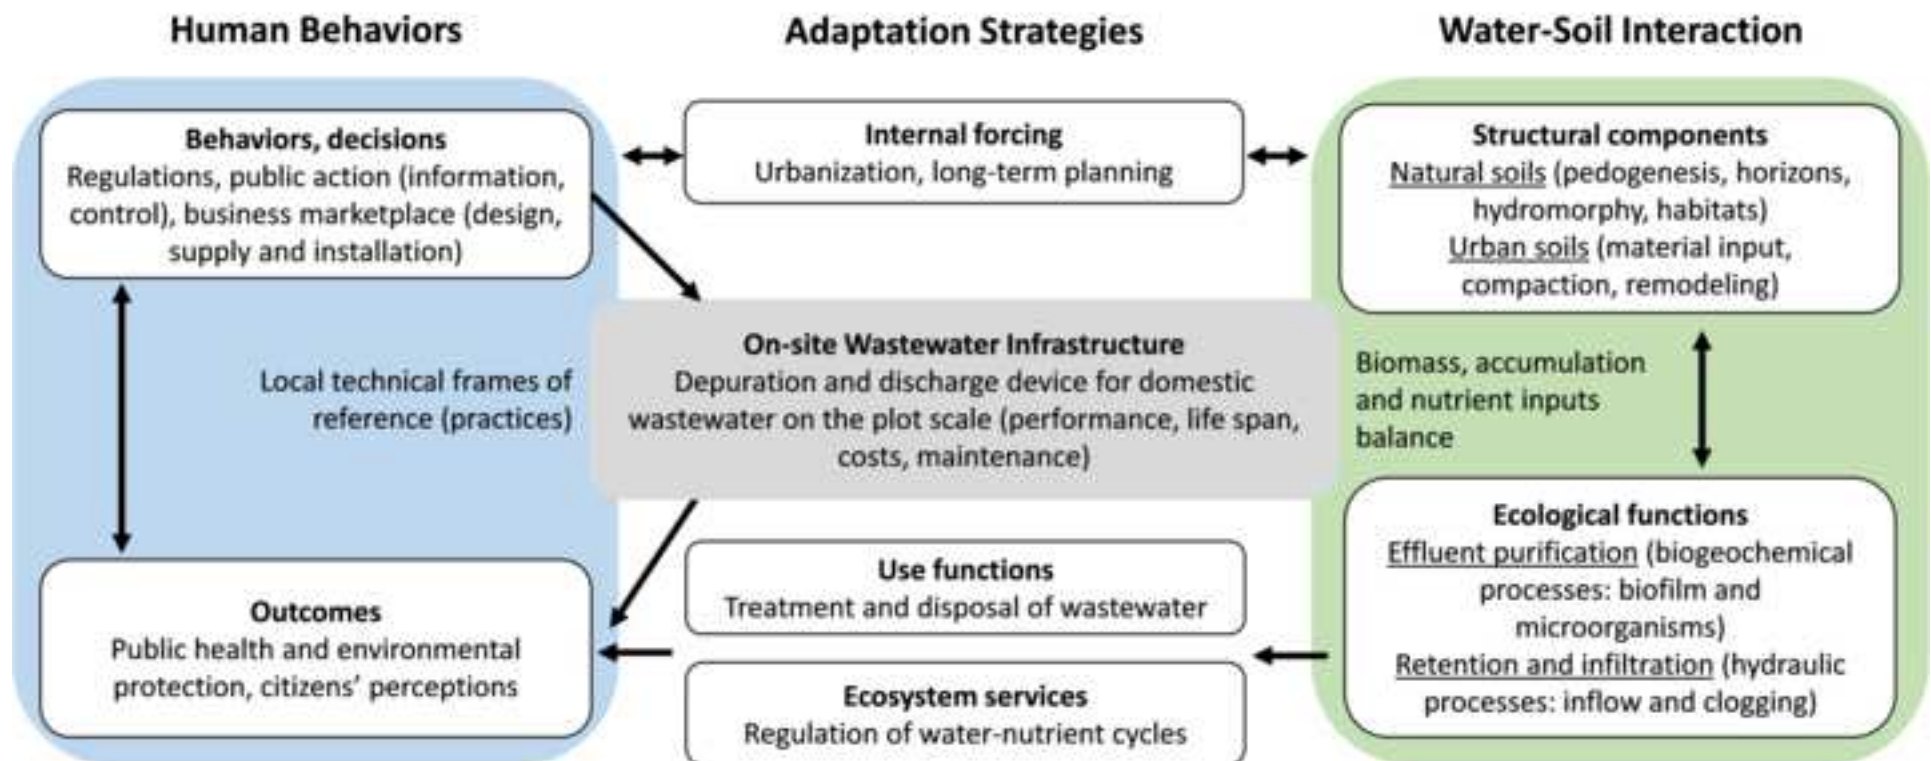 Human Behaviors
Adaptation Strategies
Water-Soil Interaction
Behaviors, decisions
Regulations, public action (information,
control), business marketplace (design,
supply and installation)
Internal forcing
Urbanization, long-term planning
Structural components
Natural soils (pedogenesis, horizons,
hydromorphy, habitats)
Urban soils (material input,
compaction, remodeling)
Local technical frames of
reference (practices)
On-site Wastewater Infrastructure
Depuration and discharge device for domestic
wastewater on the plot scale (performance, life span,
costs, maintenance)
Biomass, accumulation
and nutrient inputs
balance
Outcomes
Public health and environmental
protection, citizens’ perceptions
Use functions
Treatment and disposal of wastewater
Ecosystem services
Regulation of water-nutrient cycles
Ecological functions
Effluent purification (biogeochemical
processes: biofilm and
microorganisms)
Retention and infiltration (hydraulic
processes: inflow and clogging)